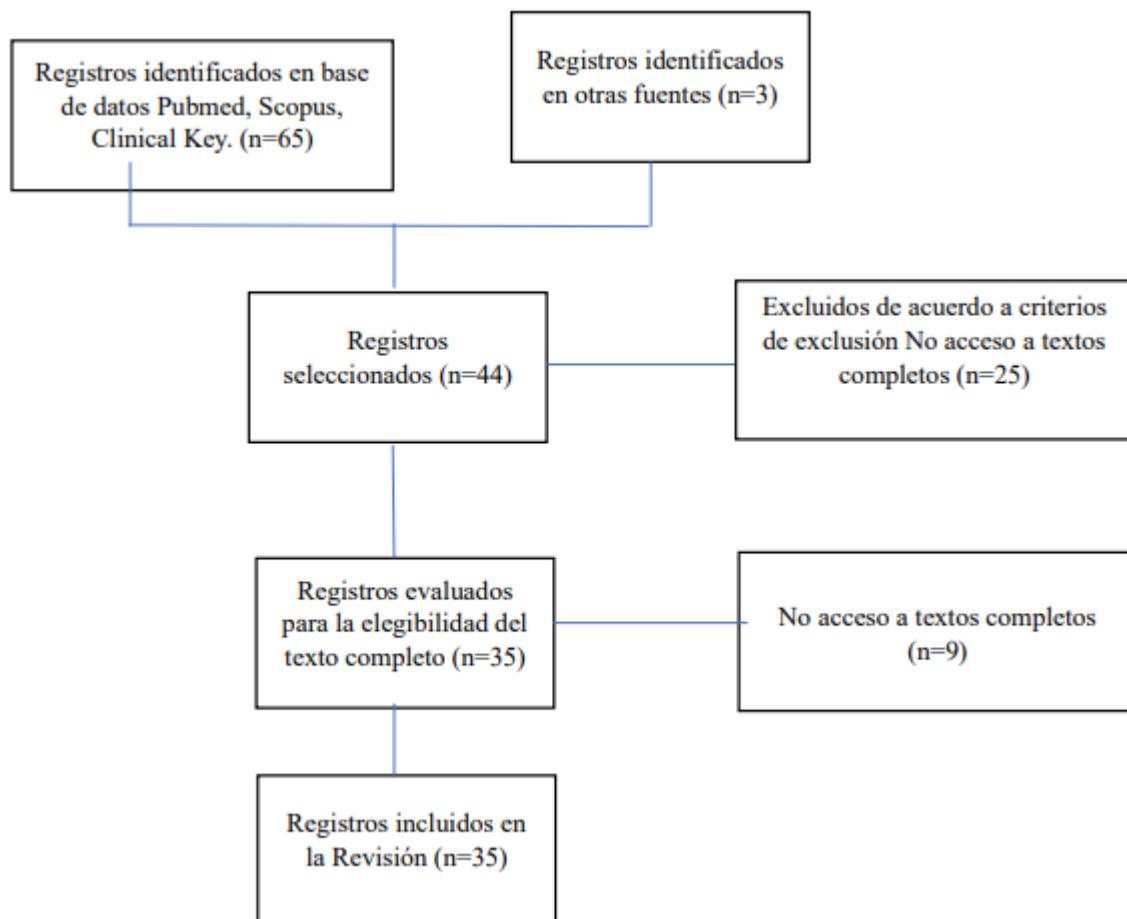 Registros identificados en base
de datos Pubmed, Scopus,
Clinical Key. (n=65)
Registros identificados
en otras fuentes (n=3)
Registros
seleccionados (n=44)
Excluidos de acuerdo a criterios
de exclusión No acceso a textos
completos (n=25)
Registros evaluados
para la elegibilidad del
texto completo (n=35)
No acceso a textos completos
(n=9)
Registros incluidos en
la Revisión (n=35)